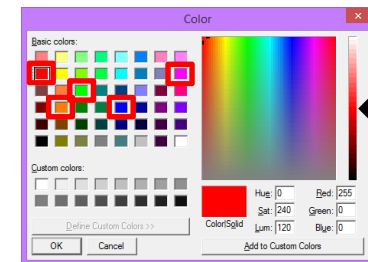 Color
Basic colors:
Custom colors:
Define Custom Colors >>
OK Cancel
Color|Solid
Hue: 0 Red: 255
Sat: 240 Green: 0
Lum: 120 Blue: 0
Add to Custom Colors